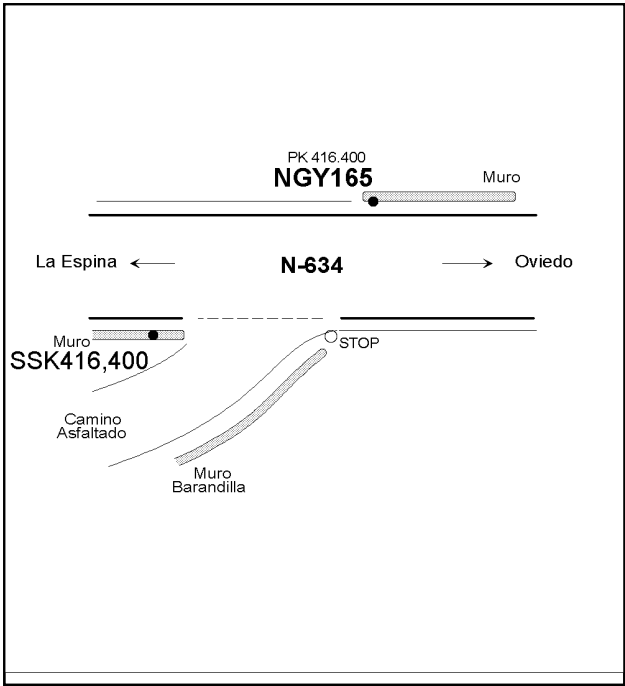 PK 416.400
NGY165
Muro
La Espina
N-634
Oviedo
Muro
STOP
SSK416,400
Camino
Asfaltado
Muro
Barandilla